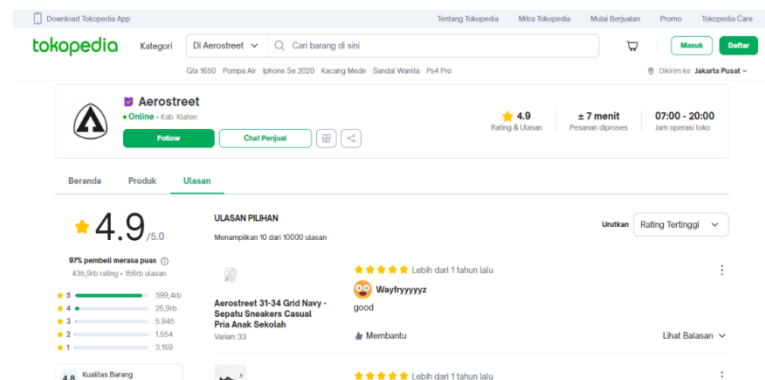 Download Tokopedia App
Tentang Tokopedia Mitra Tokopedia Mulai Berjualan Promo Tokopedia Care
tokopedia Kategori Di Aerostreet Cari barang di sini Masuk Daftar
Gtx 1650 Pompa Air Iphone Se 2020 Kacang Mede Sandal Wanita Ps4 Pro Dikirim ke Jakarta Pusat
Aerostreet
Online • Kab. Klaten
Follow Chat Penjual
4.9
Rating & Ulasan
± 7 menit
Pesanan diproses
07:00 - 20:00
Jam operasi toko
Beranda Produk Ulasan
4.9 /5.0
97% pembeli merasa puas
435,9rb rating • 156rb ulasan
5 399,4rb
4 25,9rb
3 5.845
2 1.554
1 3.159
4.8 Kualitas Barang
ULASAN PILIHAN
Menampilkan 10 dari 10000 ulasan
Urutkan Rating Tertinggi
Aerostreet 31-34 Grid Navy -
Sepatu Sneakers Casual
Pria Anak Sekolah
Varian: 33
Lebih dari 1 tahun lalu
Wayfryyyyyz
good
Membantu Lihat Balasan
Lebih dari 1 tahun lalu